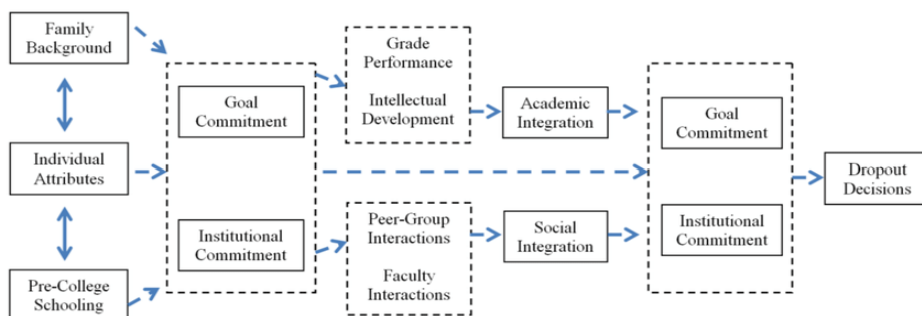 Family
Background
Individual
Attributes
Pre-College
Schooling
Goal
Commitment
Institutional
Commitment
Grade
Performance
Intellectual
Development
Peer-Group
Interactions
Faculty
Interactions
Academic
Integration
Social
Integration
Goal
Commitment
Institutional
Commitment
Dropout
Decisions